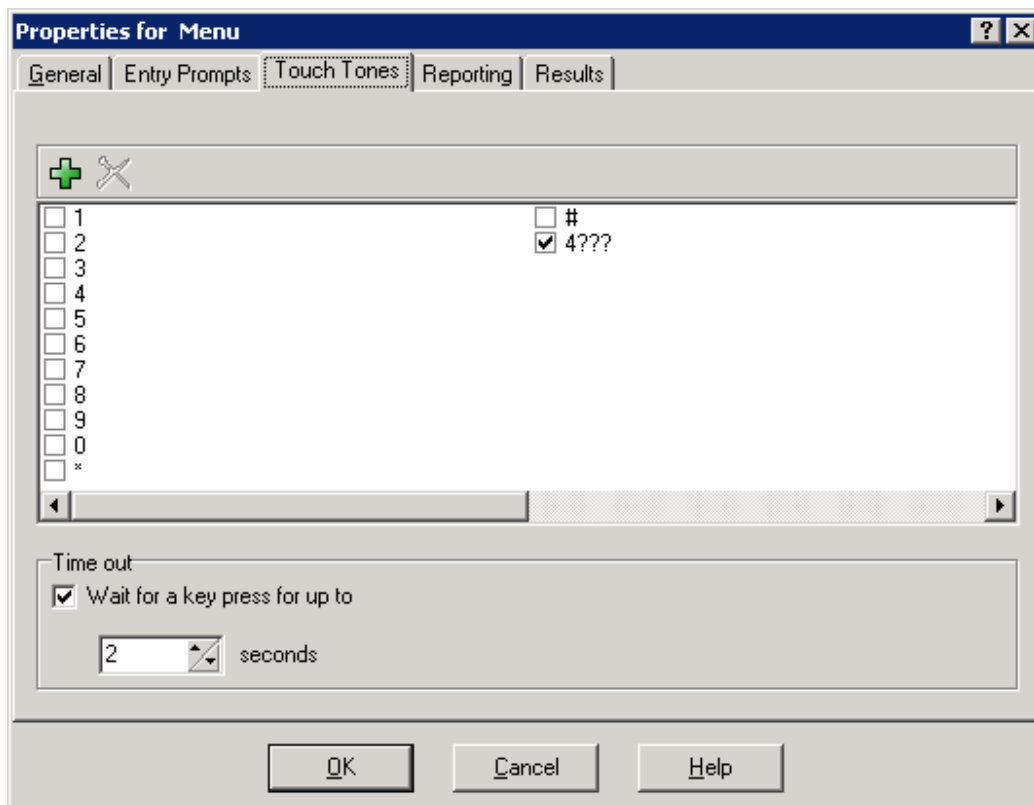 Properties for Menu
General Entry Prompts Touch Tones Reporting Results
1
2
3
4
5
6
7
8
9
0
*
#
4???
Time out
Wait for a key press for up to
2 seconds
OK Cancel Help